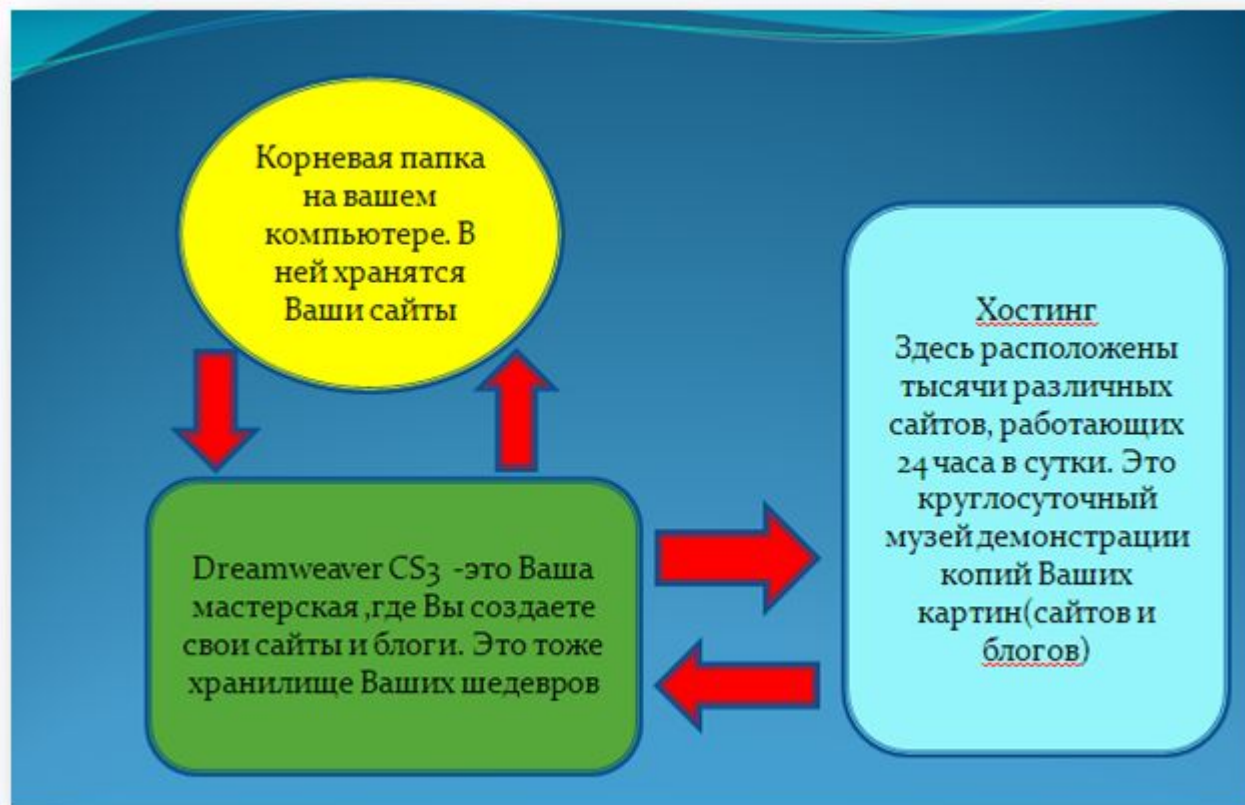 Корневая папка
на вашем
компьютере. В
ней хранятся
Ваши сайты
Хостинг
Здесь расположены
тысячи различных
сайтов, работающих
24 часа в сутки. Это
круглосуточный
музей демонстрации
копий Ваших
картин(сайтов и
блогов)
Dreamweaver CS3 -это Ваша
мастерская ,где Вы создаете
свои сайты и блоги. Это тоже
хранилище Ваших шедевров